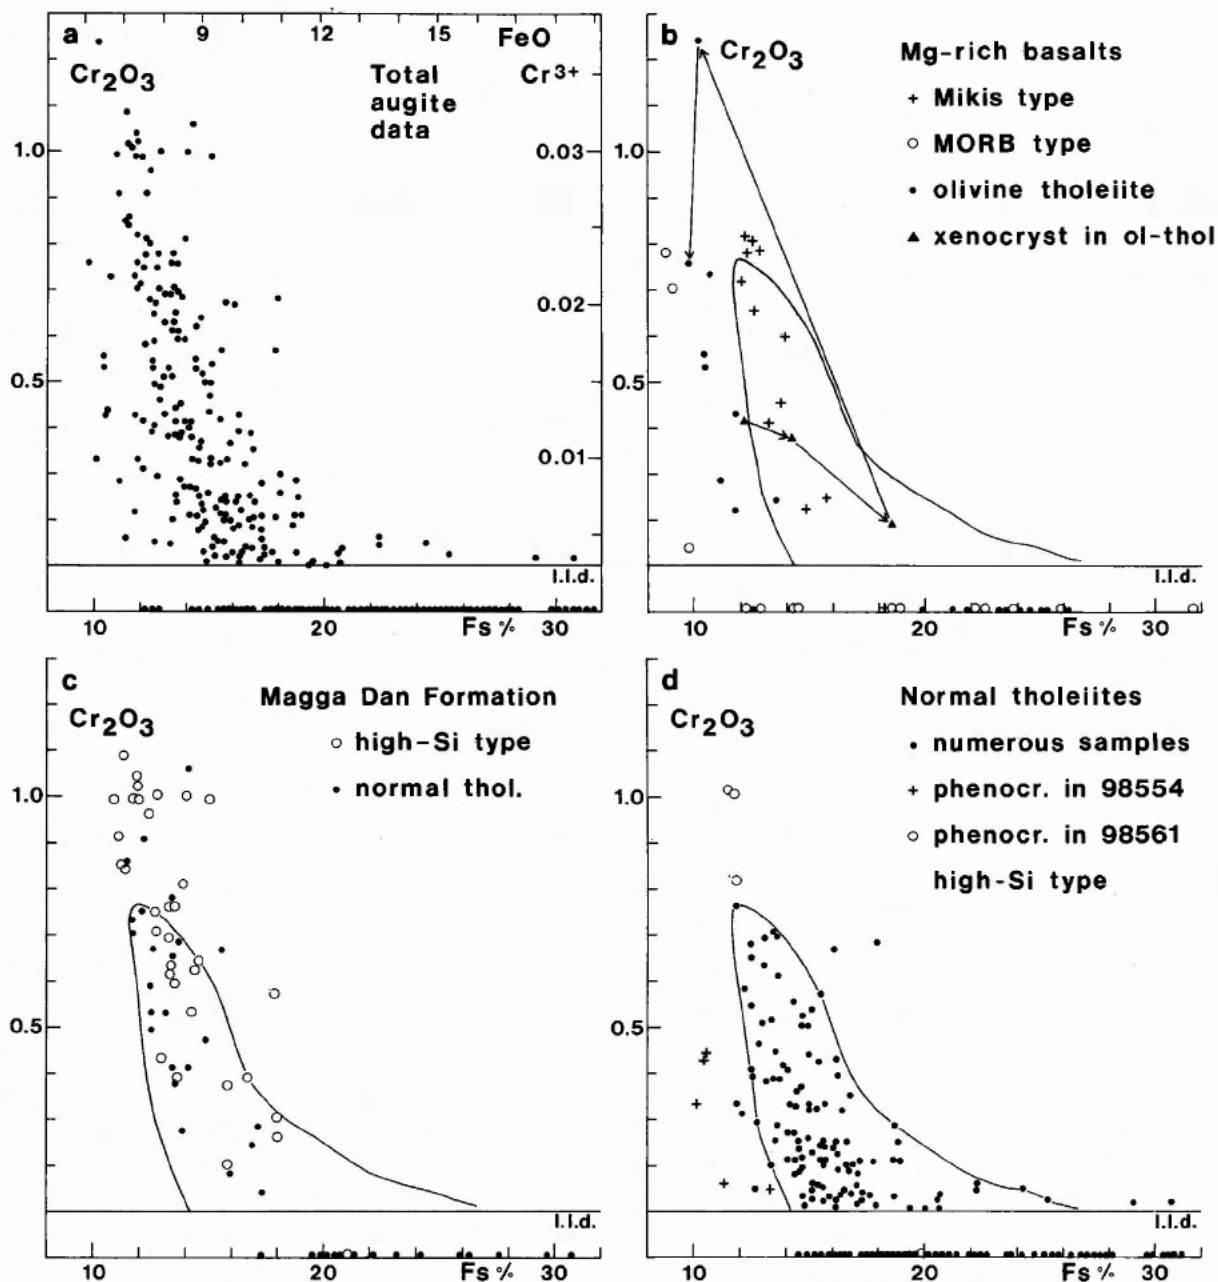 a
9 12 15 FeO
Cr2O3
Total
augite
data
Cr3+
1.0
0.5
0.03
0.02
0.01
l.l.d.
10 20 Fs% 30
b
Cr2O3
Mg-rich basalts
+ Mikis type
○ MORB type
• olivine tholeiite
▲ xenocryst in ol-thol
1.0
0.5
l.l.d.
10 20 Fs% 30
c
Cr2O3
Magga Dan Formation
○ high-Si type
• normal thol.
1.0
0.5
l.l.d.
10 20 Fs% 30
d
Cr2O3
Normal tholeiites
• numerous samples
+ phenocr. in 98554
○ phenocr. in 98561
high-Si type
1.0
0.5
l.l.d.
10 20 Fs% 30